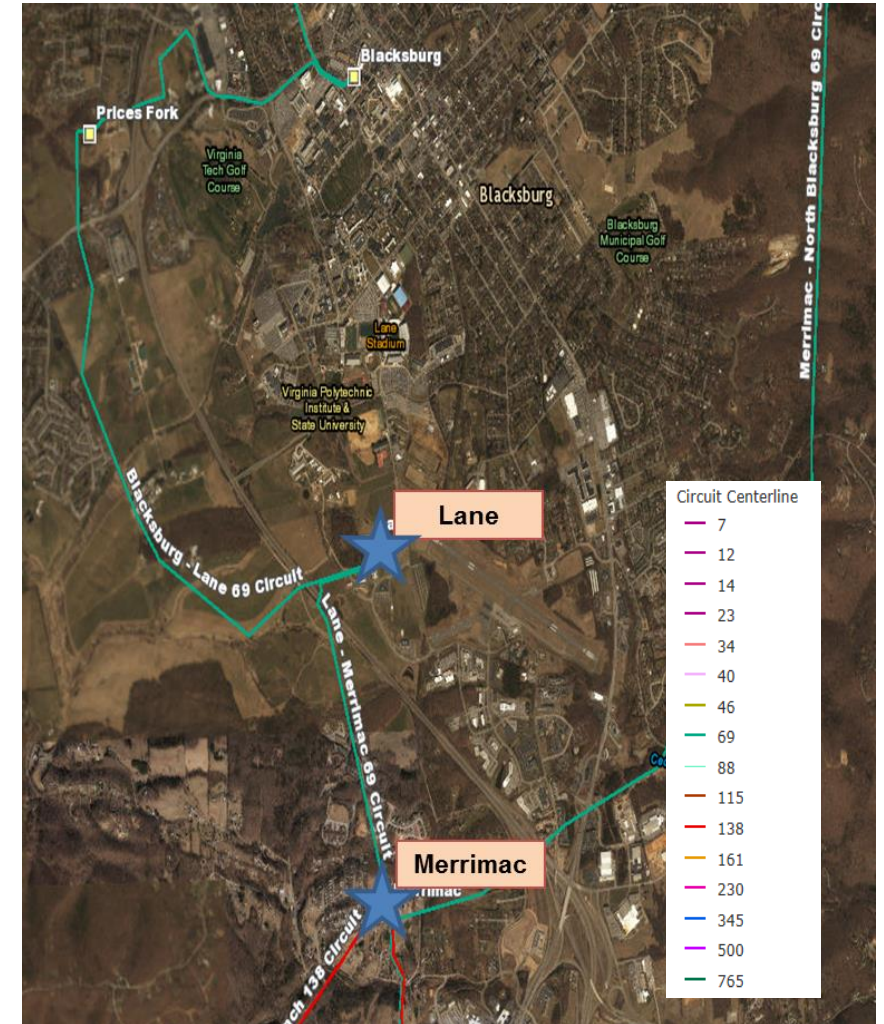 Blacksburg
Prices Fork
Virginia
Tech Golf
Course
Blacksburg
Blacksburg
Municipal Golf
Course
Merrimac - North Blacksburg 69 Circ
Lane
Stadium
Virginia Polytechnic
Institute &
State University
Blacksburg - Lane 69 Circuit
Lane
Lane - Merrimac 69 Circuit
Merrimac
138 Circuit
Circuit Centerline
7
12
14
23
34
40
46
69
88
115
138
161
230
345
500
765